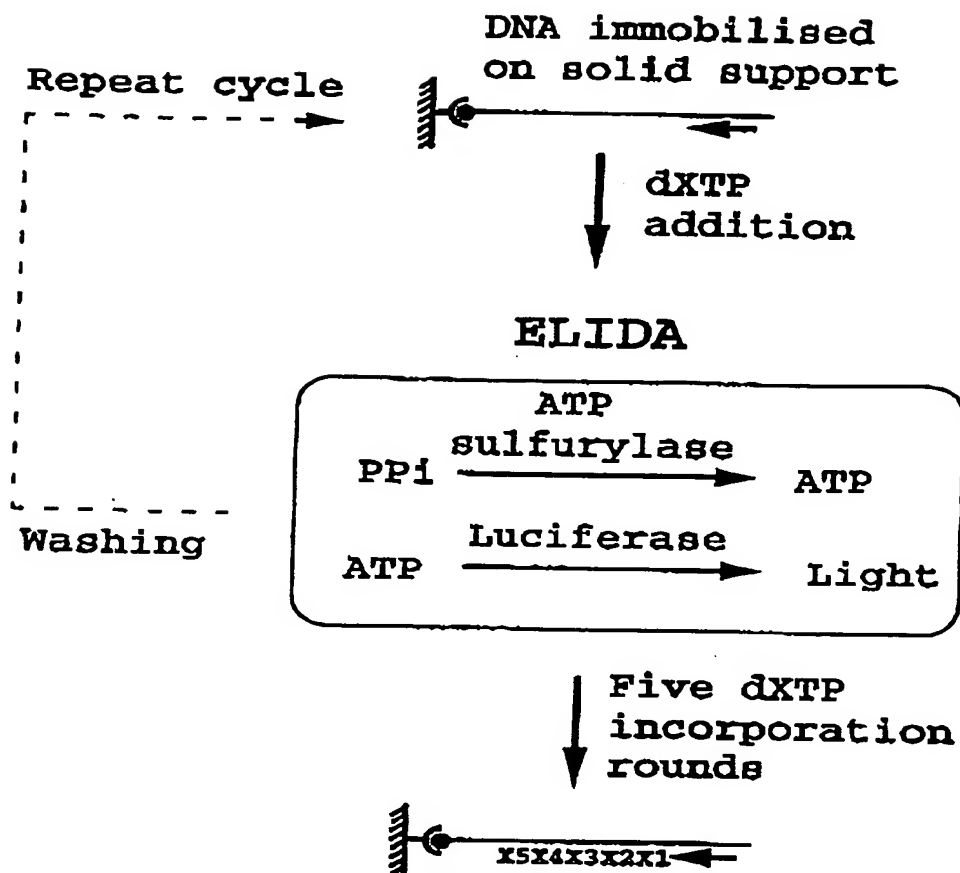 DNA immobilised
on solid support
Repeat cycle
dXTP
addition
ELIDA
ATP
sulfurylase
PPi
ATP
Luciferase
ATP
Light
Washing
Five dXTP
incorporation
rounds
X5X4X3X2X1